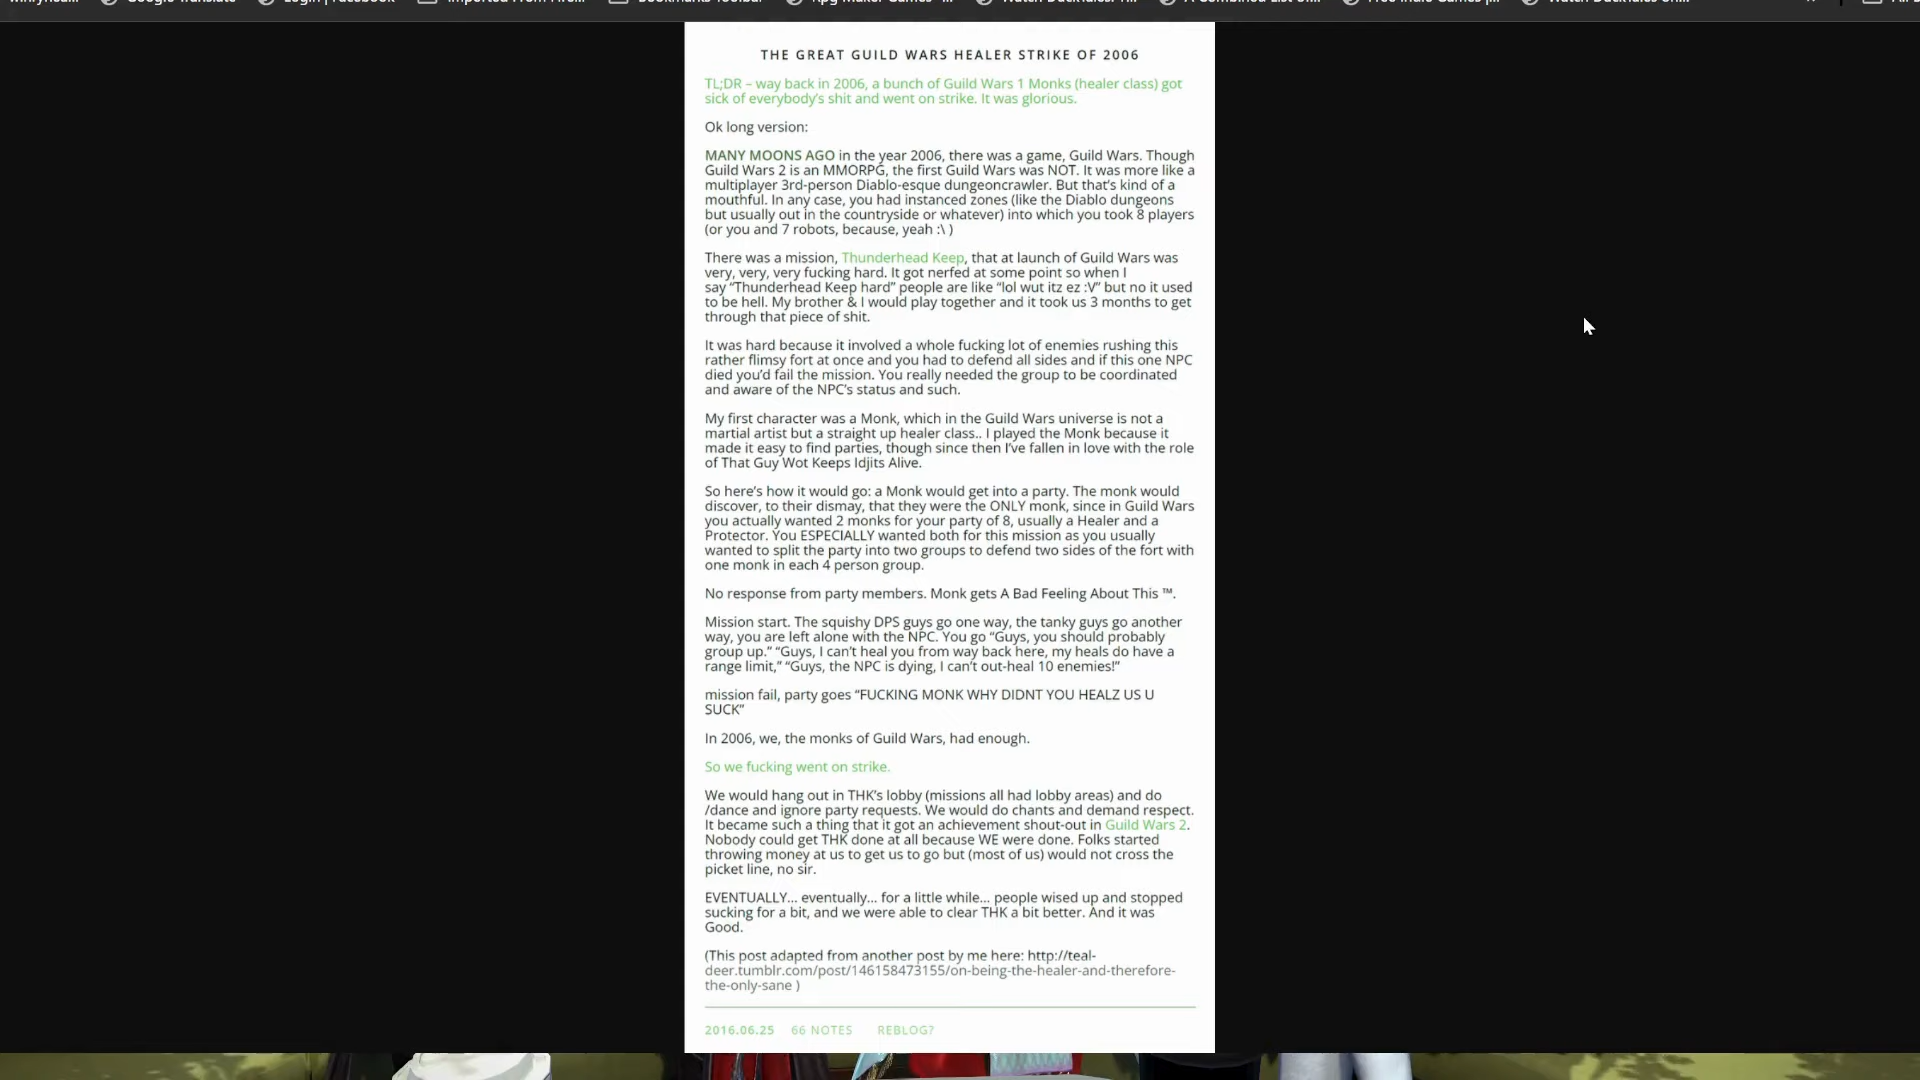 Google Translate
Login | Facebook
Imported From Fire...
Bookmarks Toolbar
THE GREAT GUILD WARS HEALER STRIKE OF 2006
TL;DR – way back in 2006, a bunch of Guild Wars 1 Monks (healer class) got
sick of everybody's shit and went on strike. It was glorious.
Ok long version:
MANY MOONS AGO in the year 2006, there was a game, Guild Wars. Though
Guild Wars 2 is an MMORPG, the first Guild Wars was NOT. It was more like a
multiplayer 3rd-person Diablo-esque dungeoncrawler. But that's kind of a
mouthful. In any case, you had instanced zones (like the Diablo dungeons
but usually out in the countryside or whatever) into which you took 8 players
(or you and 7 robots, because, yeah :\ )
There was a mission, Thunderhead Keep, that at launch of Guild Wars was
very, very, very fucking hard. It got nerfed at some point so when I
say “Thunderhead Keep hard” people are like “lol wut itz ez :V” but no it used
to be hell. My brother & I would play together and it took us 3 months to get
through that piece of shit.
It was hard because it involved a whole fucking lot of enemies rushing this
rather flimsy fort at once and you had to defend all sides and if this one NPC
died you'd fail the mission. You really needed the group to be coordinated
and aware of the NPC's status and such.
My first character was a Monk, which in the Guild Wars universe is not a
martial artist but a straight up healer class.. I played the Monk because it
made it easy to find parties, though since then I've fallen in love with the role
of That Guy Wot Keeps Idjits Alive.
So here's how it would go: a Monk would get into a party. The monk would
discover, to their dismay, that they were the ONLY monk, since in Guild Wars
you actually wanted 2 monks for your party of 8, usually a Healer and a
Protector. You ESPECIALLY wanted both for this mission as you usually
wanted to split the party into two groups to defend two sides of the fort with
one monk in each 4 person group.
No response from party members. Monk gets A Bad Feeling About This ™.
Mission start. The squishy DPS guys go one way, the tanky guys go another
way, you are left alone with the NPC. You go “Guys, you should probably
group up.” “Guys, I can't heal you from way back here, my heals do have a
range limit,” “Guys, the NPC is dying, I can't out-heal 10 enemies!”
mission fail, party goes “FUCKING MONK WHY DIDNT YOU HEALZ US U
SUCK”
In 2006, we, the monks of Guild Wars, had enough.
So we fucking went on strike.
We would hang out in THK's lobby (missions all had lobby areas) and do
/dance and ignore party requests. We would do chants and demand respect.
It became such a thing that it got an achievement shout-out in Guild Wars 2.
Nobody could get THK done at all because WE were done. Folks started
throwing money at us to get us to go but (most of us) would not cross the
picket line, no sir.
EVENTUALLY... eventually... for a little while... people wised up and stopped
sucking for a bit, and we were able to clear THK a bit better. And it was
Good.
(This post adapted from another post by me here: http://teal-
deer.tumblr.com/post/146158473155/on-being-the-healer-and-therefore-
the-only-sane )
2016.06.25 66 NOTES REBLOG?